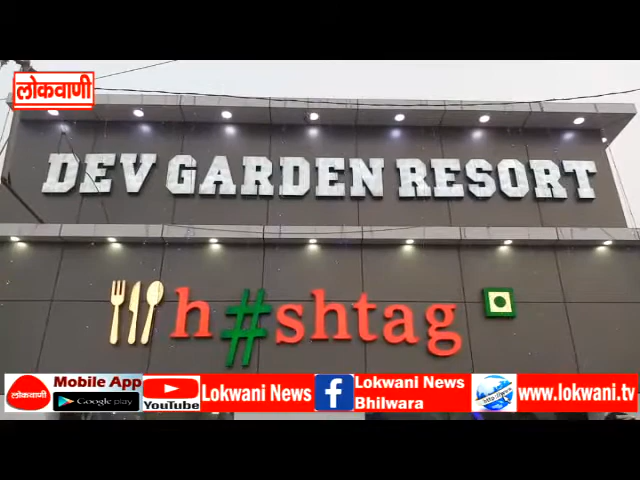 लोकवाणी
DEV GARDEN RESORT
h#shtag
लोकवाणी
Mobile App
Google play
YouTube
Lokwani News
Lokwani News
Bhilwara
www.lokwani.tv